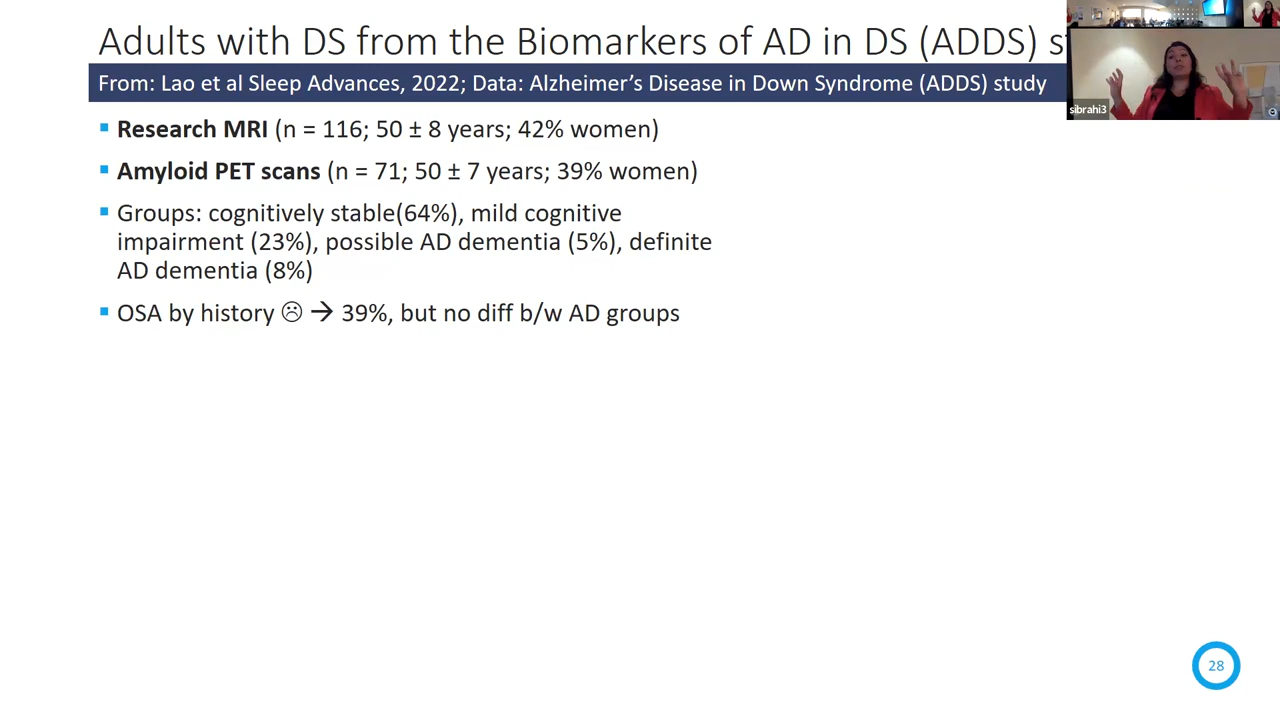 Adults with DS from the Biomarkers of AD in DS (ADDS) s
From: Lao et al Sleep Advances, 2022; Data: Alzheimer's Disease in Down Syndrome (ADDS) study
sibrahi3
▪ Research MRI (n = 116; 50 ± 8 years; 42% women)
▪ Amyloid PET scans (n = 71; 50 ± 7 years; 39% women)
▪ Groups: cognitively stable(64%), mild cognitive
impairment (23%), possible AD dementia (5%), definite
AD dementia (8%)
▪ OSA by history ☹ → 39%, but no diff b/w AD groups
28